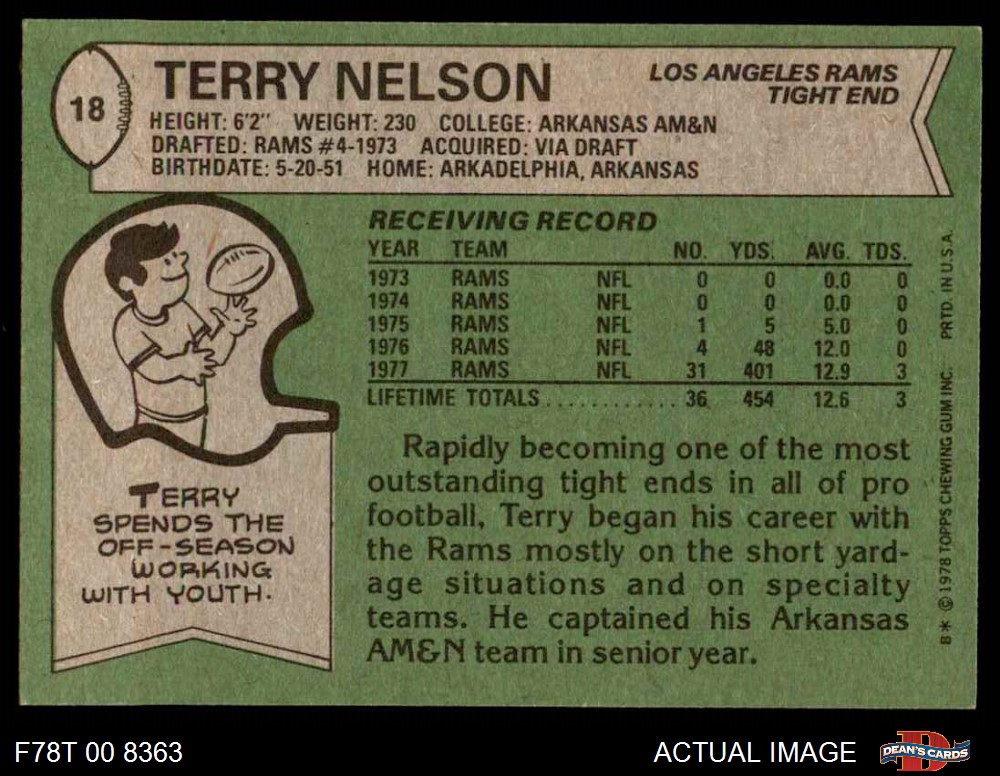 18
TERRY NELSON
LOS ANGELES RAMS
TIGHT END
HEIGHT: 6'2" WEIGHT: 230 COLLEGE: ARKANSAS AM&N
DRAFTED: RAMS #4-1973 ACQUIRED: VIA DRAFT
BIRTHDATE: 5-20-51 HOME: ARKADELPHIA, ARKANSAS
RECEIVING RECORD
YEAR TEAM NO. YDS. AVG. TDS.
1973 RAMS NFL 0 0 0.0 0
1974 RAMS NFL 0 0 0.0 0
1975 RAMS NFL 1 5 5.0 0
1976 RAMS NFL 4 48 12.0 0
1977 RAMS NFL 31 401 12.9 3
LIFETIME TOTALS............ 36 454 12.6 3
Rapidly becoming one of the most
outstanding tight ends in all of pro
football, Terry began his career with
the Rams mostly on the short yard-
age situations and on specialty
teams. He captained his Arkansas
AM&N team in senior year.
TERRY
SPENDS THE
OFF-SEASON
WORKING
WITH YOUTH.
B* © 1978 TOPPS CHEWING GUM INC. PRTD. IN U.S.A.
F78T 00 8363
ACTUAL IMAGE
D
DEAN'S CARDS